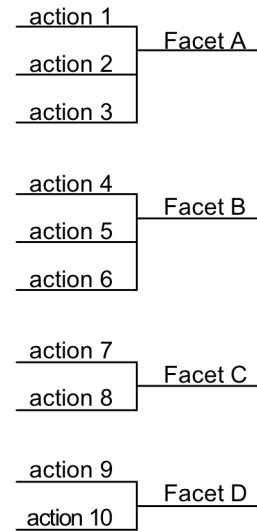 action 1
Facet A
action 2
action 3
action 4
Facet B
action 5
action 6
action 7
Facet C
action 8
action 9
Facet D
action 10